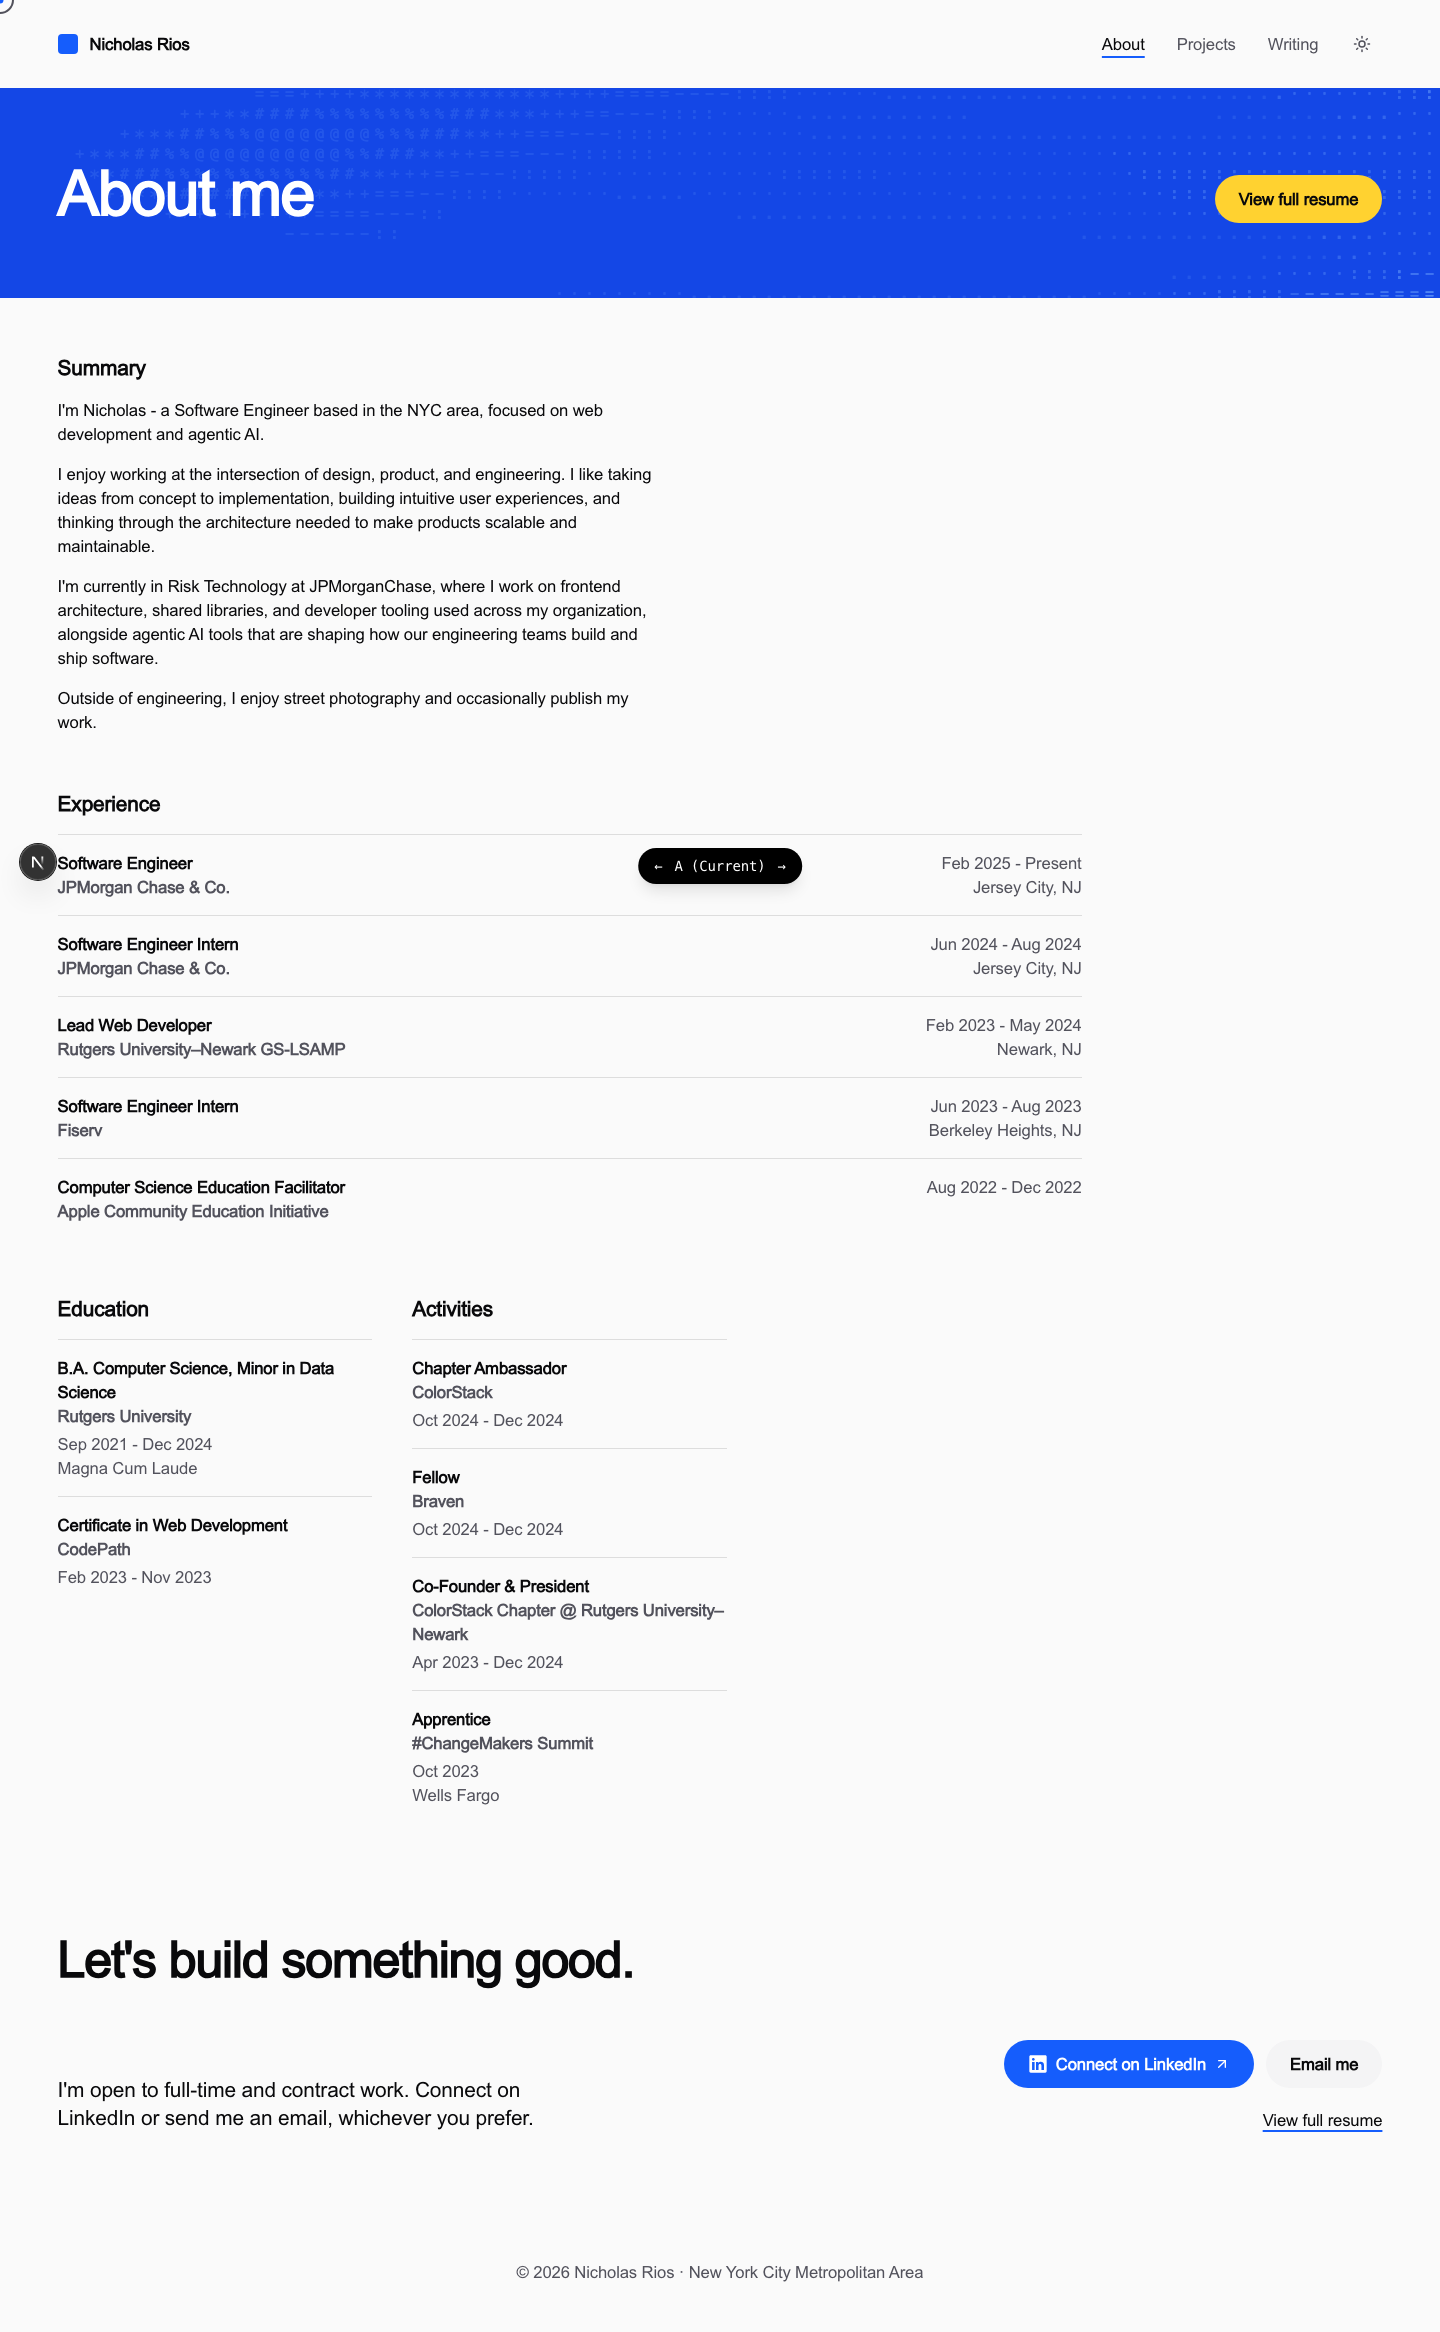 Nicholas Rios
About
Projects
Writing
About me
View full resume
Summary
I'm Nicholas - a Software Engineer based in the NYC area, focused on web
development and agentic AI.
I enjoy working at the intersection of design, product, and engineering. I like taking
ideas from concept to implementation, building intuitive user experiences, and
thinking through the architecture needed to make products scalable and
maintainable.
I'm currently in Risk Technology at JPMorganChase, where I work on frontend
architecture, shared libraries, and developer tooling used across my organization,
alongside agentic AI tools that are shaping how our engineering teams build and
ship software.
Outside of engineering, I enjoy street photography and occasionally publish my
work.
Experience
N
Software Engineer
JPMorgan Chase & Co.
← A (Current) →
Feb 2025 - Present
Jersey City, NJ
Software Engineer Intern
JPMorgan Chase & Co.
Jun 2024 - Aug 2024
Jersey City, NJ
Lead Web Developer
Rutgers University–Newark GS-LSAMP
Feb 2023 - May 2024
Newark, NJ
Software Engineer Intern
Fiserv
Jun 2023 - Aug 2023
Berkeley Heights, NJ
Computer Science Education Facilitator
Apple Community Education Initiative
Aug 2022 - Dec 2022
Education
B.A. Computer Science, Minor in Data
Science
Rutgers University
Sep 2021 - Dec 2024
Magna Cum Laude
Certificate in Web Development
CodePath
Feb 2023 - Nov 2023
Activities
Chapter Ambassador
ColorStack
Oct 2024 - Dec 2024
Fellow
Braven
Oct 2024 - Dec 2024
Co-Founder & President
ColorStack Chapter @ Rutgers University–
Newark
Apr 2023 - Dec 2024
Apprentice
#ChangeMakers Summit
Oct 2023
Wells Fargo
Let's build something good.
I'm open to full-time and contract work. Connect on
LinkedIn or send me an email, whichever you prefer.
in Connect on LinkedIn ↗
Email me
View full resume
© 2026 Nicholas Rios · New York City Metropolitan Area